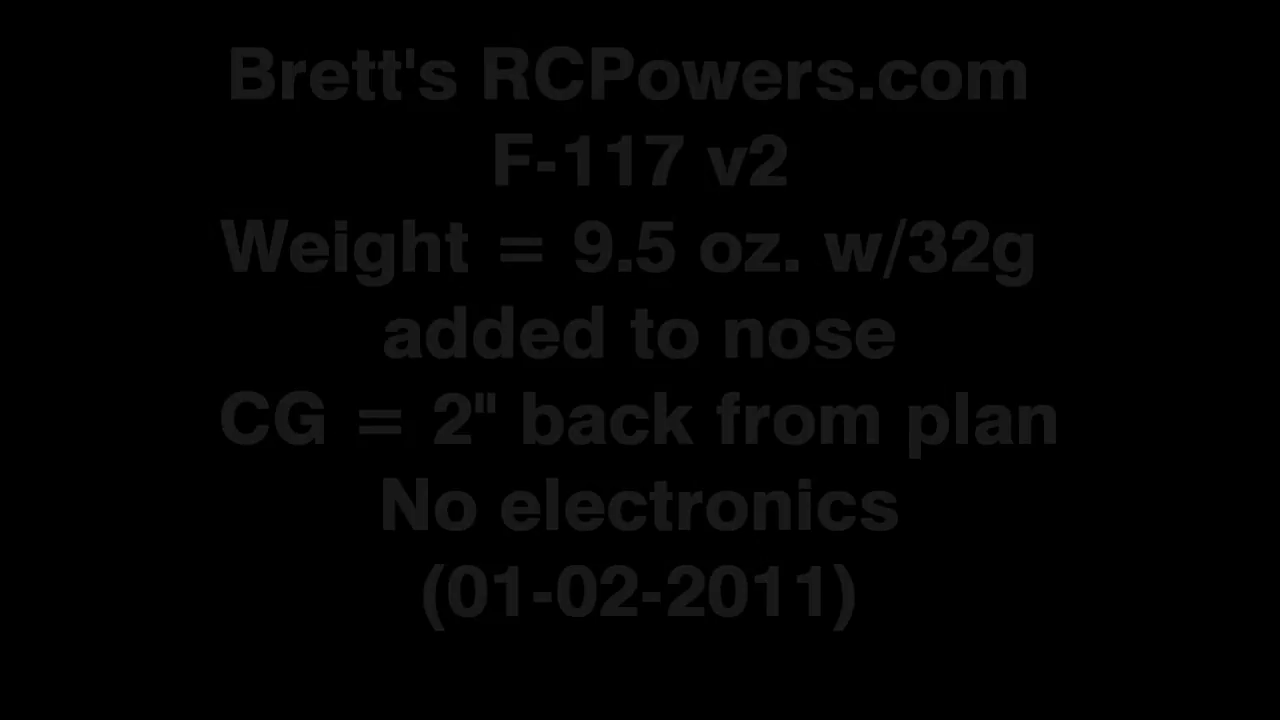 Brett's RCPowers.com
F-117 v2
Weight = 9.5 oz. w/32g
added to nose
CG = 2" back from plan
No electronics
(01-02-2011)